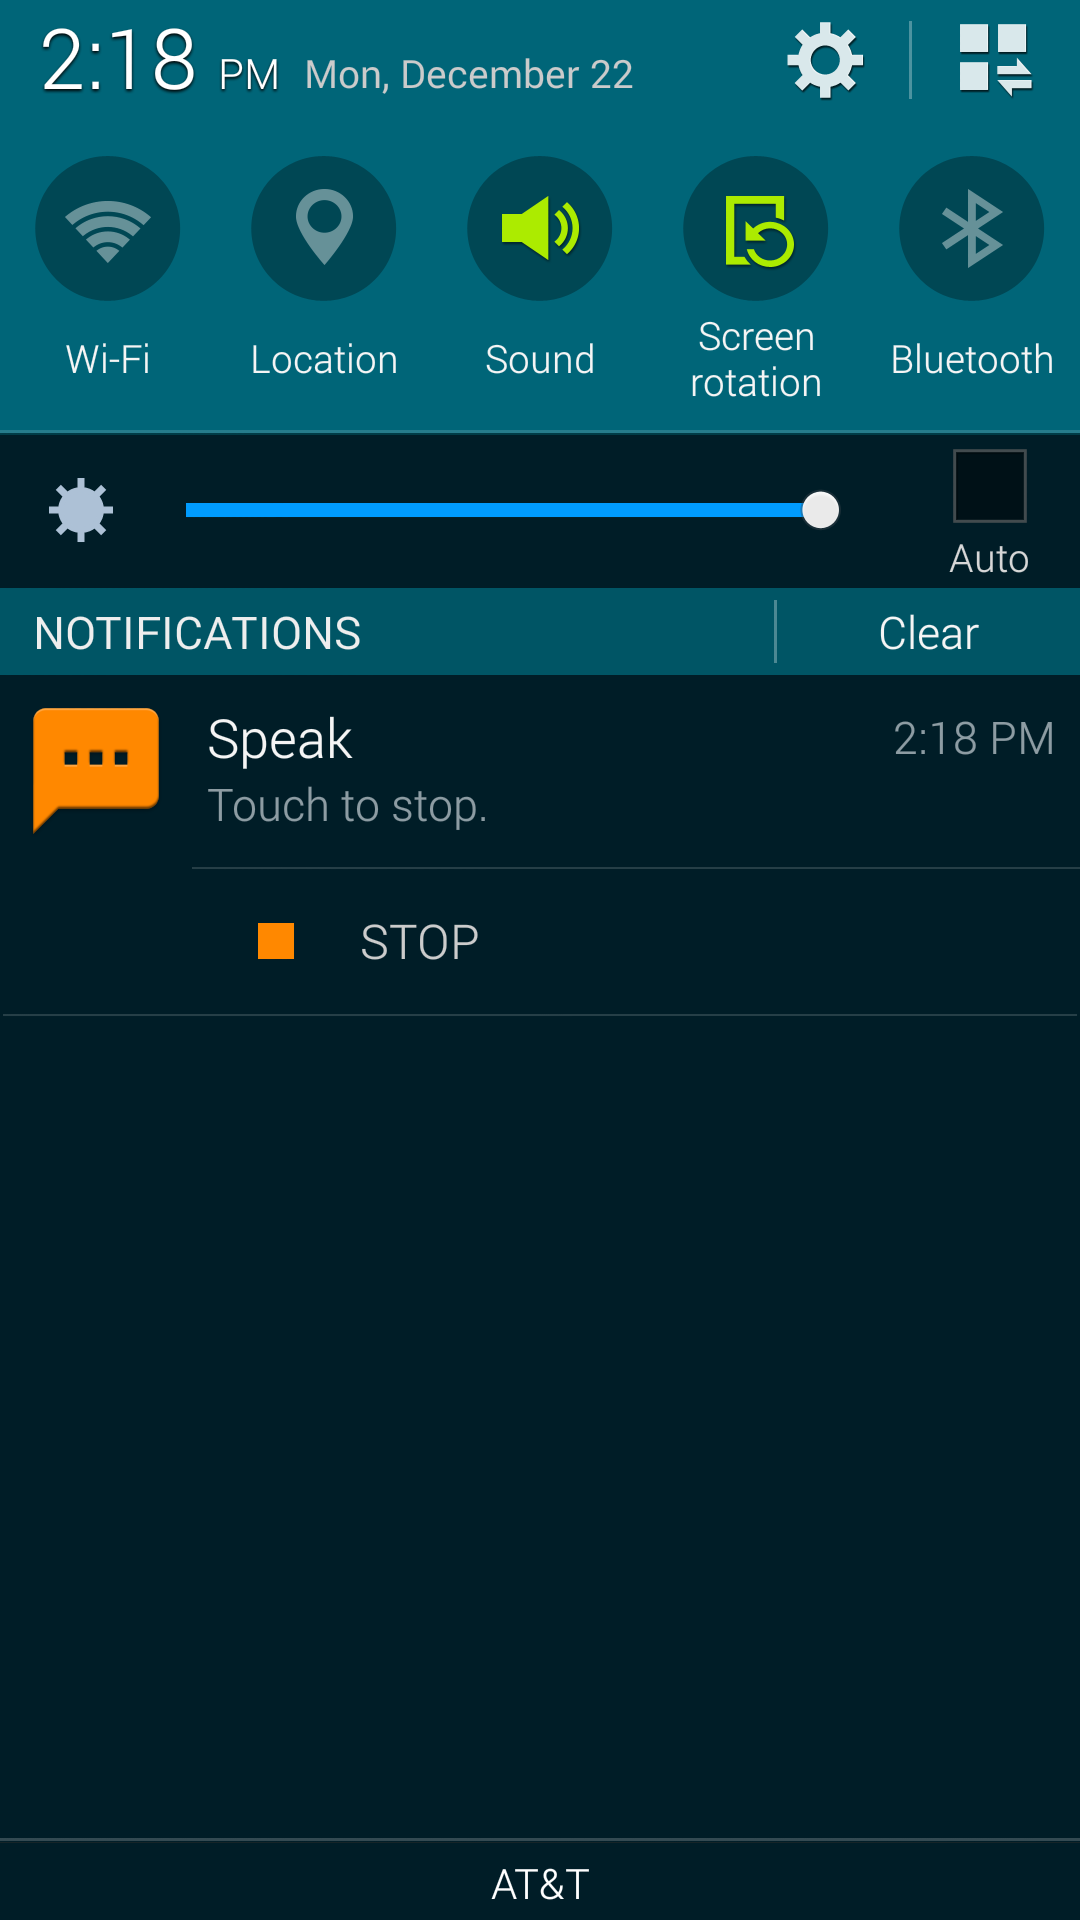 2:18 PM Mon, December 22
Wi-Fi
Location
Sound
Screen
rotation
Bluetooth
Auto
NOTIFICATIONS
Clear
Speak
2:18 PM
Touch to stop.
STOP
AT&T